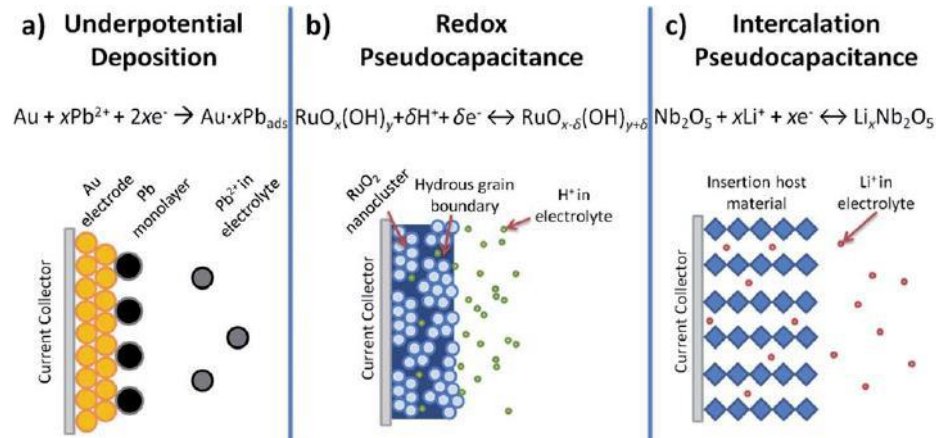 a) Underpotential
Deposition
Au + xPb²⁺ + 2xe⁻ → Au·xPb_ads
Au
electrode
Pb
monolayer
Pb²⁺ in
electrolyte
Current Collector
b) Redox
Pseudocapacitance
RuOₓ(OH)ᵧ+δH⁺+ δe⁻ ↔ RuOₓ₋δ(OH)ᵧ₊δ
RuO₂
nanocluster
Hydrous grain
boundary
H⁺ in
electrolyte
Current Collector
c) Intercalation
Pseudocapacitance
Nb₂O₅ + xLi⁺ + xe⁻ ↔ LiₓNb₂O₅
Insertion host
material
Li⁺ in
electrolyte
Current Collector